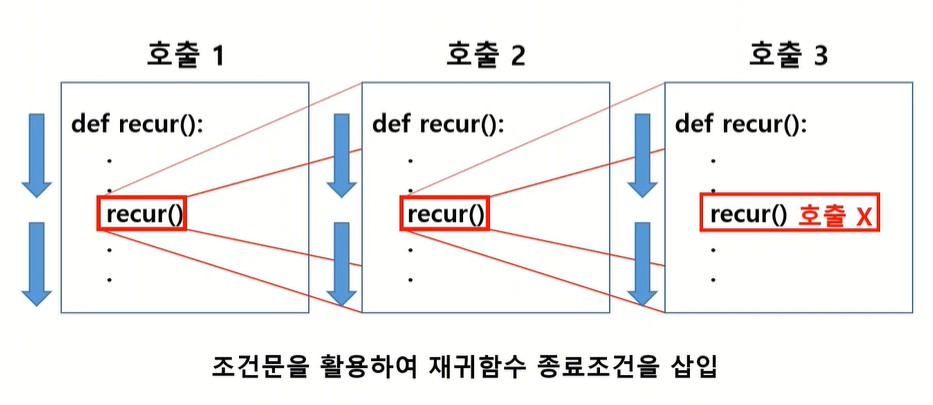 호출 1
def recur():
.
.
recur()
.
.
호출 2
def recur():
.
.
recur()
.
.
호출 3
def recur():
.
.
recur() 호출 X
.
.
조건문을 활용하여 재귀함수 종료조건을 삽입